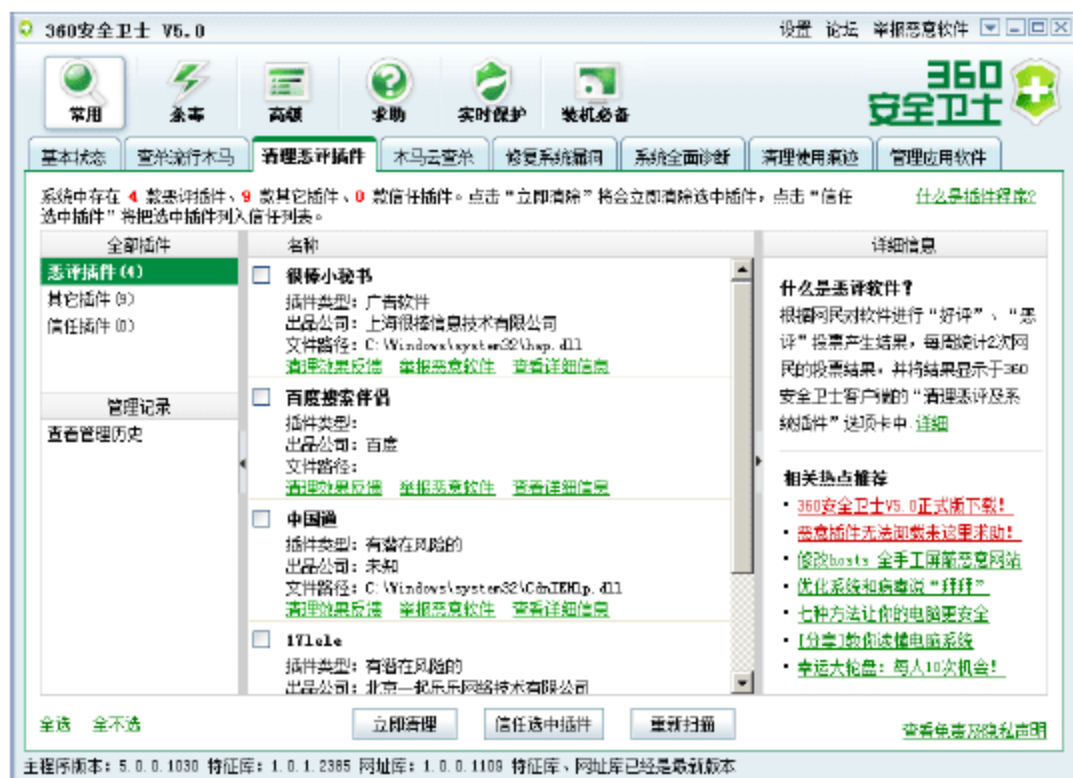 360安全卫士 V5.0
设置 论坛 举报恶意软件
常用 杀毒 高级 求助 实时保护 装机必备
360
安全卫士
基本状态 查杀流行木马 清理恶评插件 木马云查杀 修复系统漏洞 系统全面诊断 清理使用痕迹 管理应用软件
系统中存在 4 款恶评插件、9 款其它插件、0 款信任插件。点击“立即清除”将会立即清除选中插件，点击“信任
选中插件”将把选中插件列入信任列表。
什么是插件程序?
全部插件
恶评插件(4)
其它插件(9)
信任插件(0)
管理记录
查看管理历史
名称
很棒小秘书
插件类型：广告软件
出品公司：上海很棒信息技术有限公司
文件路径：C:\Windows\system32\hap.dll
清理效果反馈 举报恶意软件 查看详细信息
百度搜索伴侣
插件类型：
出品公司：百度
文件路径：
清理效果反馈 举报恶意软件 查看详细信息
中国通
插件类型：有潜在风险的
出品公司：未知
文件路径：C:\Windows\system32\CdnIEHlp.dll
清理效果反馈 举报恶意软件 查看详细信息
17lele
插件类型：有潜在风险的
出品公司：北京一起乐乐网络技术有限公司
详细信息
什么是恶评软件？
根据网民对软件进行“好评”、“恶
评”投票产生结果，每周统计2次网
民的投票结果，并将结果显示于360
安全卫士客户端的“清理恶评及系
统插件”选项卡中.详细
相关热点推荐
· 360安全卫士V5.0正式版下载！
· 恶意插件无法卸载来这里求助！
· 修改hosts 全手工屏蔽恶意网站
· 优化系统和病毒说“拜拜”
· 七种方法让你的电脑更安全
· [分享]教你读懂电脑系统
· 幸运大轮盘：每人10次机会！
全选 全不选
立即清理 信任选中插件 重新扫描
查看免责及隐私声明
主程序版本：5.0.0.1030 特征库：1.0.1.2365 网址库：1.0.0.1109 特征库、网址库已经是最新版本